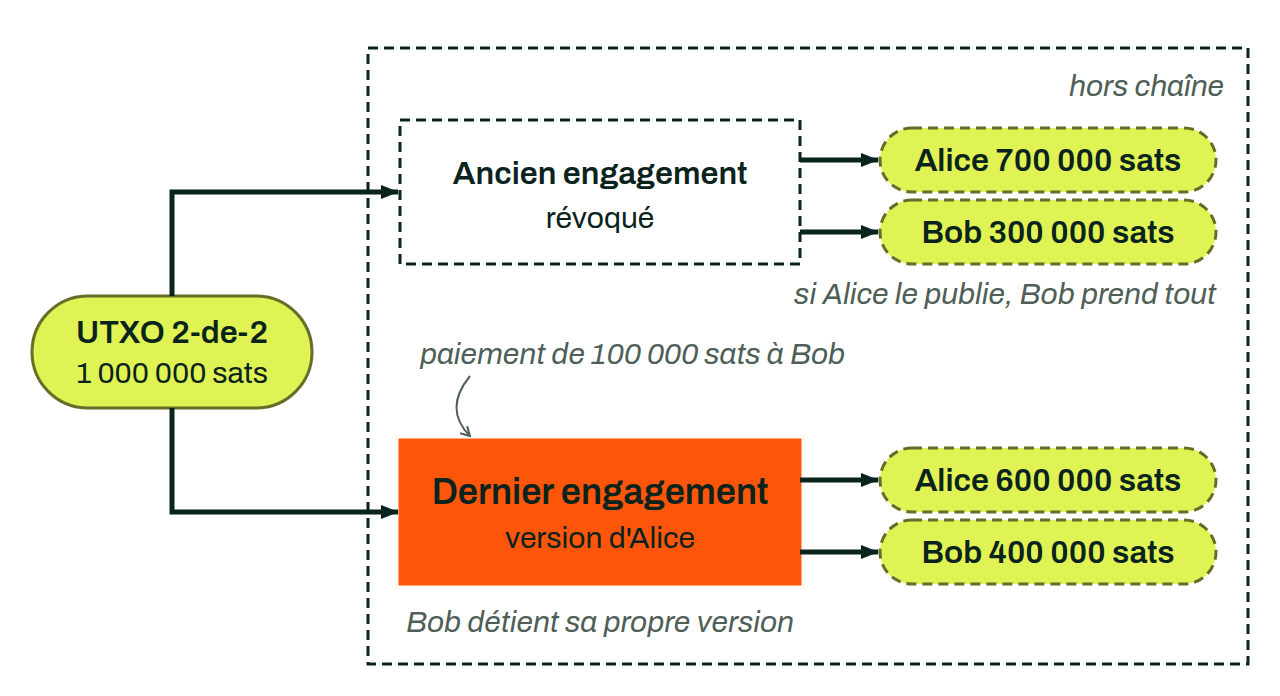 hors chaîne
Ancien engagement
révoqué
Alice 700 000 sats
Bob 300 000 sats
si Alice le publie, Bob prend tout
UTXO 2-de-2
1 000 000 sats
paiement de 100 000 sats à Bob
Dernier engagement
version d'Alice
Alice 600 000 sats
Bob 400 000 sats
Bob détient sa propre version